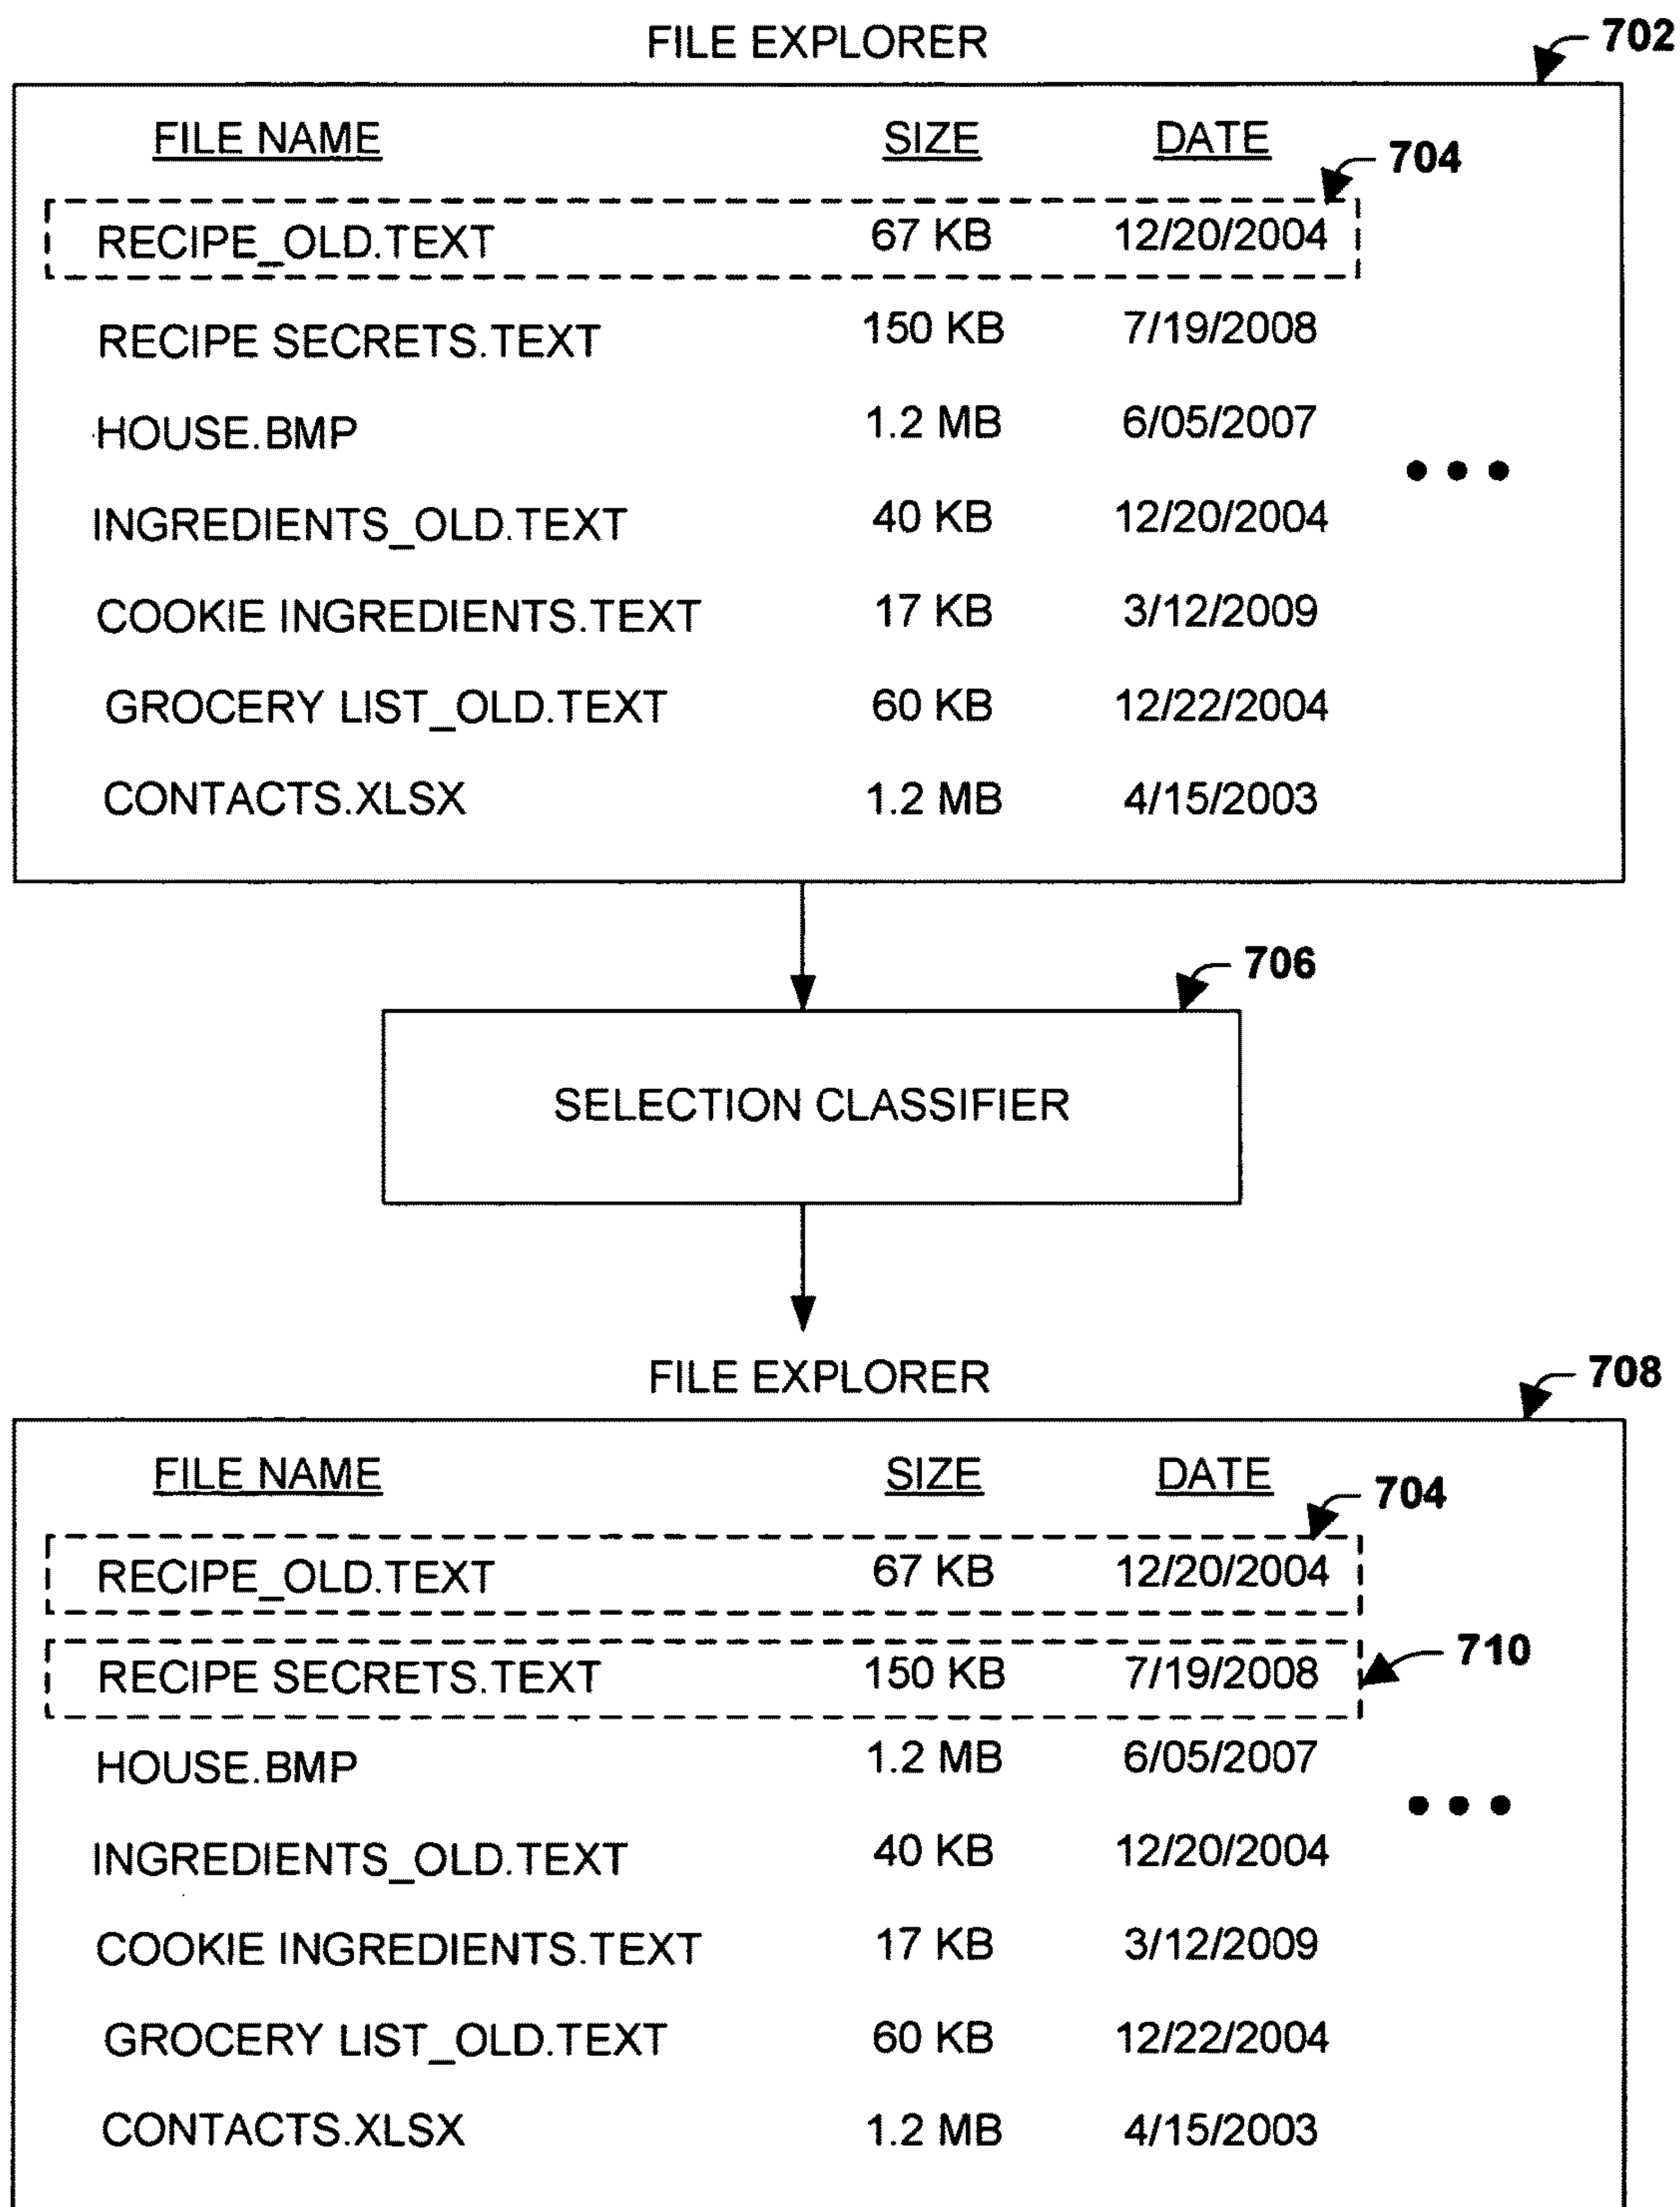 FILE EXPLORER 702
FILE NAME SIZE DATE
704
RECIPE_OLD.TEXT 67 KB 12/20/2004
RECIPE SECRETS.TEXT 150 KB 7/19/2008
HOUSE.BMP 1.2 MB 6/05/2007
INGREDIENTS_OLD.TEXT 40 KB 12/20/2004
COOKIE INGREDIENTS.TEXT 17 KB 3/12/2009
GROCERY LIST_OLD.TEXT 60 KB 12/22/2004
CONTACTS.XLSX 1.2 MB 4/15/2003
706
SELECTION CLASSIFIER
FILE EXPLORER 708
FILE NAME SIZE DATE
704
RECIPE_OLD.TEXT 67 KB 12/20/2004
RECIPE SECRETS.TEXT 150 KB 7/19/2008 710
HOUSE.BMP 1.2 MB 6/05/2007
INGREDIENTS_OLD.TEXT 40 KB 12/20/2004
COOKIE INGREDIENTS.TEXT 17 KB 3/12/2009
GROCERY LIST_OLD.TEXT 60 KB 12/22/2004
CONTACTS.XLSX 1.2 MB 4/15/2003